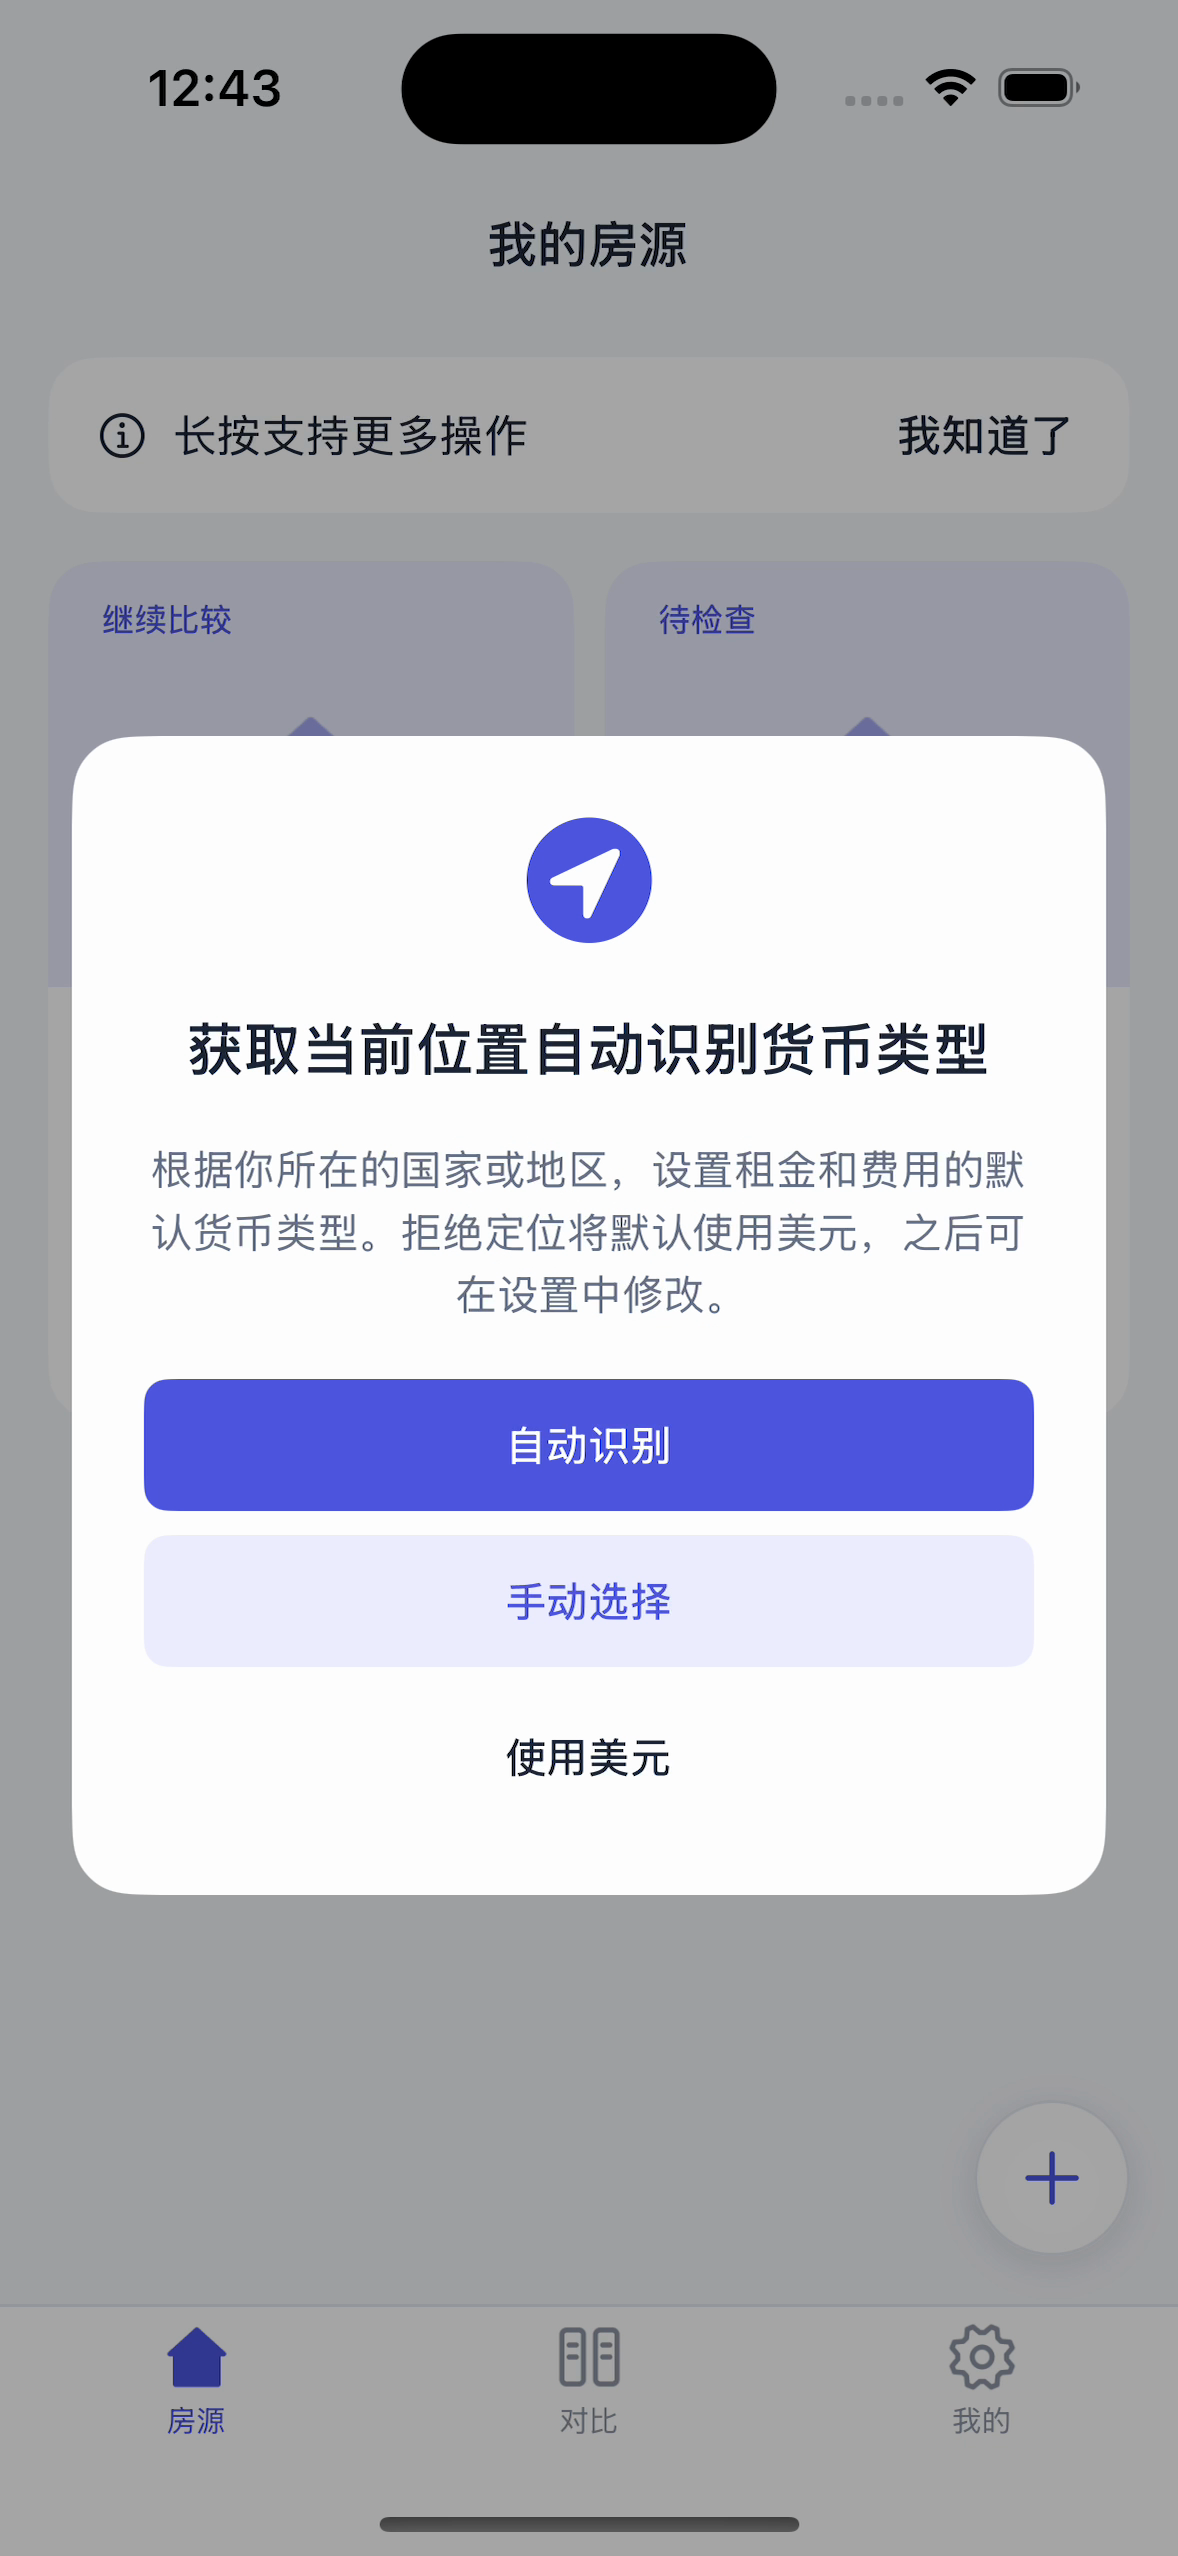 12:43
我的房源
长按支持更多操作
我知道了
继续比较
待检查
获取当前位置自动识别货币类型
根据你所在的国家或地区，设置租金和费用的默
认货币类型。拒绝定位将默认使用美元，之后可
在设置中修改。
自动识别
手动选择
使用美元
房源
对比
我的